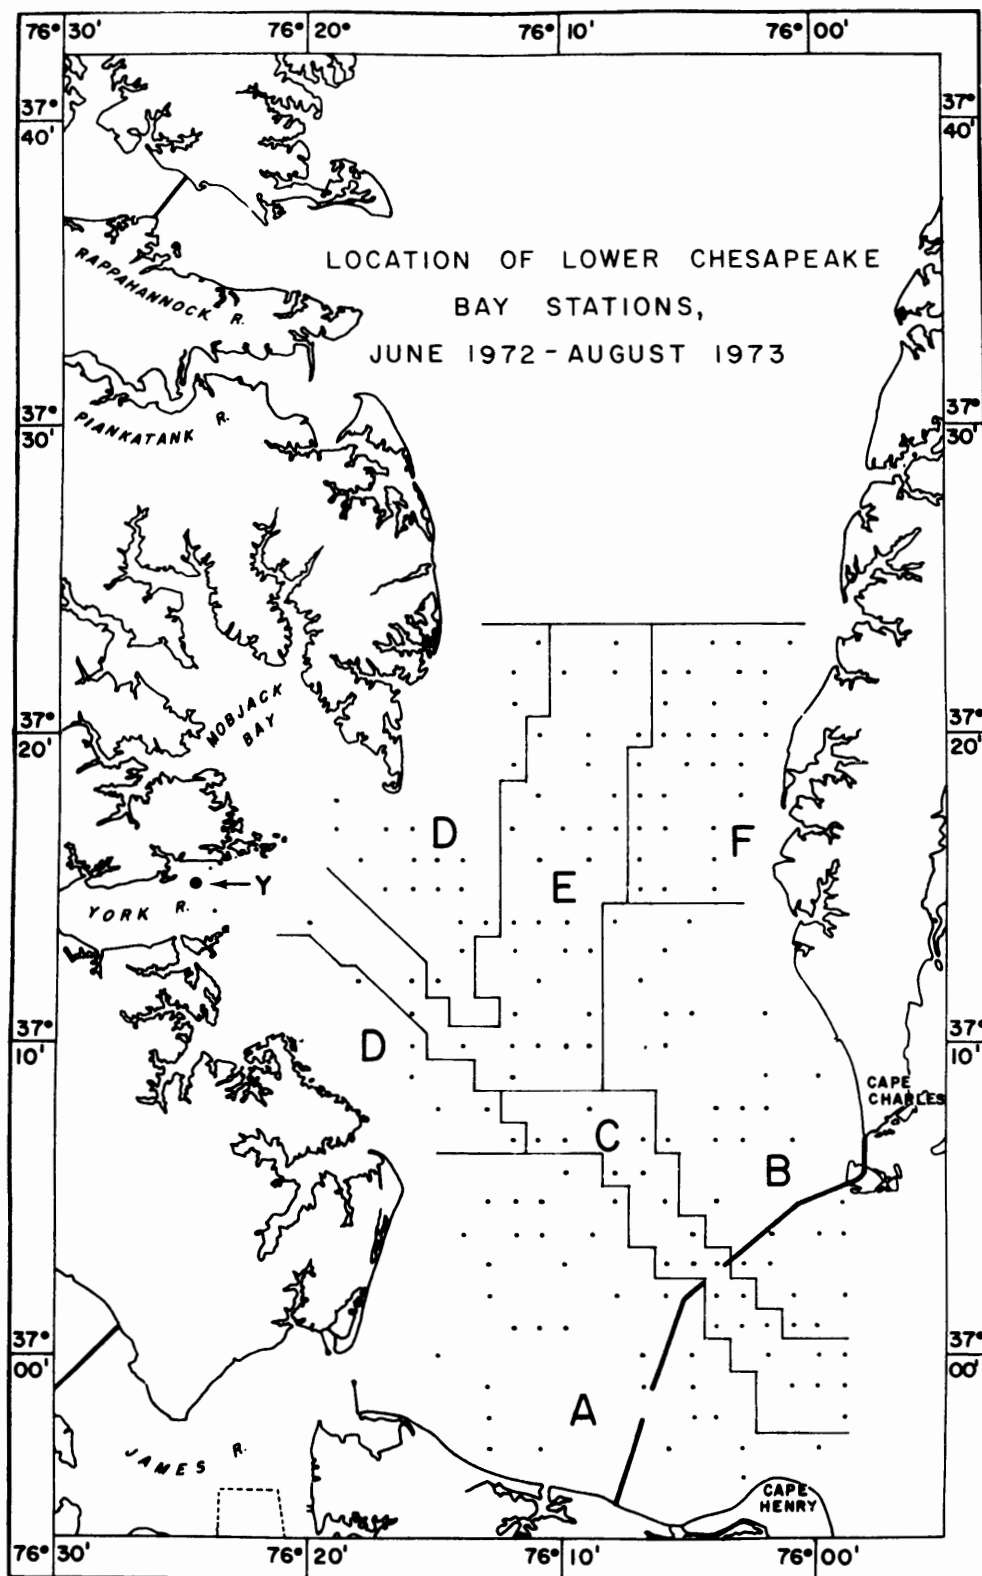 76°30' 76°20' 76°10' 76°00'
37° 37°
40' 40'
LOCATION OF LOWER CHESAPEAKE
BAY STATIONS,
JUNE 1972-AUGUST 1973
RAPPAHANNOCK R.
37° 37°
30' 30'
PIANKATANK R.
MOBJACK
BAY
37° 37°
20' 20'
D
F
E
Y
YORK R.
37° 37°
10' 10'
D
CAPE
CHARLES
C
B
37° 37°
00' 00'
A
JAMES R.
CAPE
HENRY
76°30' 76°20' 76°10' 76°00'